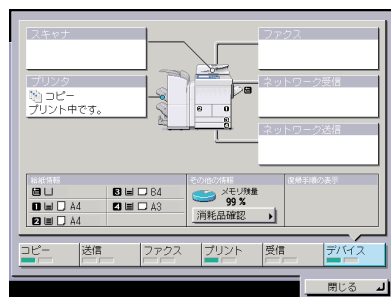 スキャナ
ファクス
プリンタ
コピー
プリント中です。
ネットワーク受信
ネットワーク送信
給紙情報
その他の情報
復帰手順の表示
1 A4
2 A4
3 B4
4 A3
メモリ残量
99 %
消耗品確認
コピー
送信
ファクス
プリント
受信
デバイス
閉じる